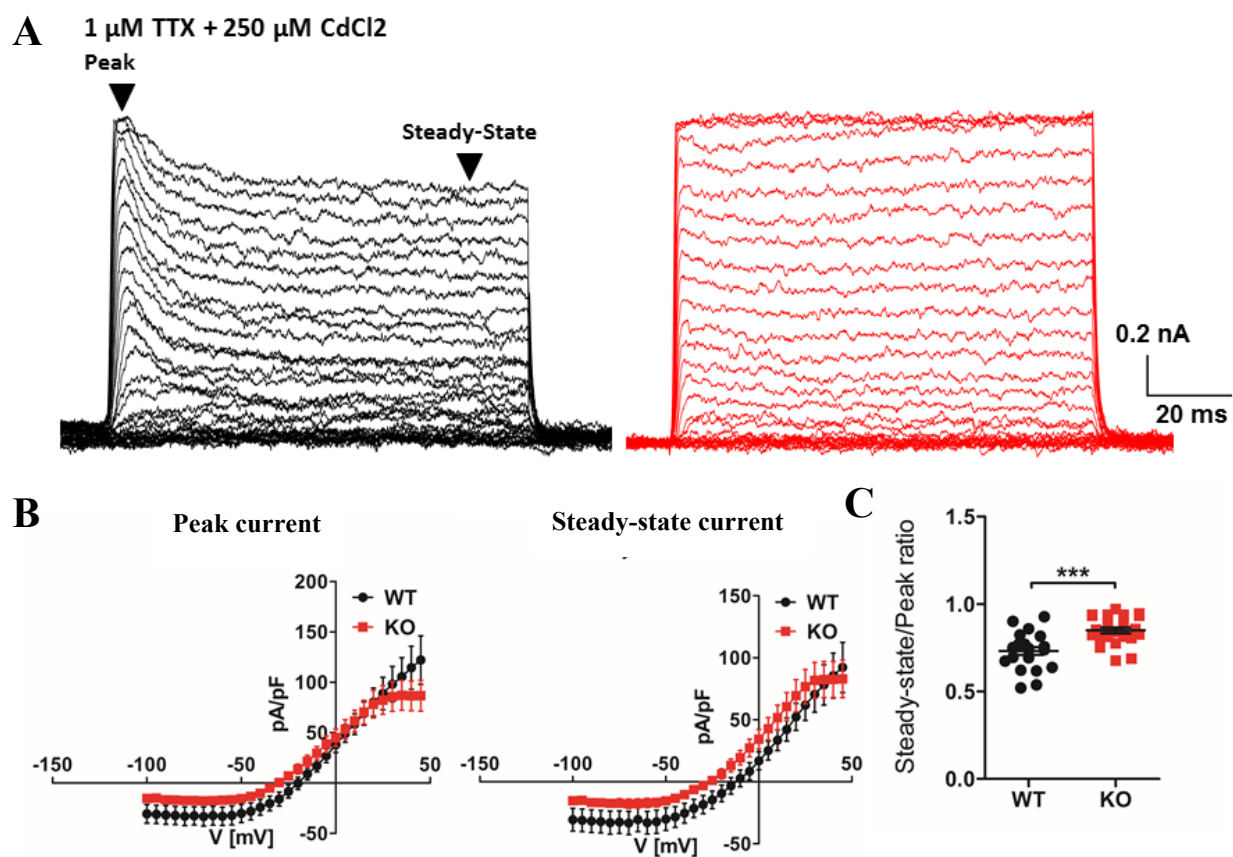 A
1 µM TTX + 250 µM CdCl2
Peak
Steady-State
0.2 nA
20 ms
B
Peak current
200
150
100
50
-50
pA/pF
WT
KO
-150
-100
-50
50
V [mV]
Steady-state current
150
100
50
-50
pA/pF
WT
KO
-150
-100
-50
50
V [mV]
C
Steady-state/Peak ratio
1.5
1.0
0.5
0.0
***
WT
KO